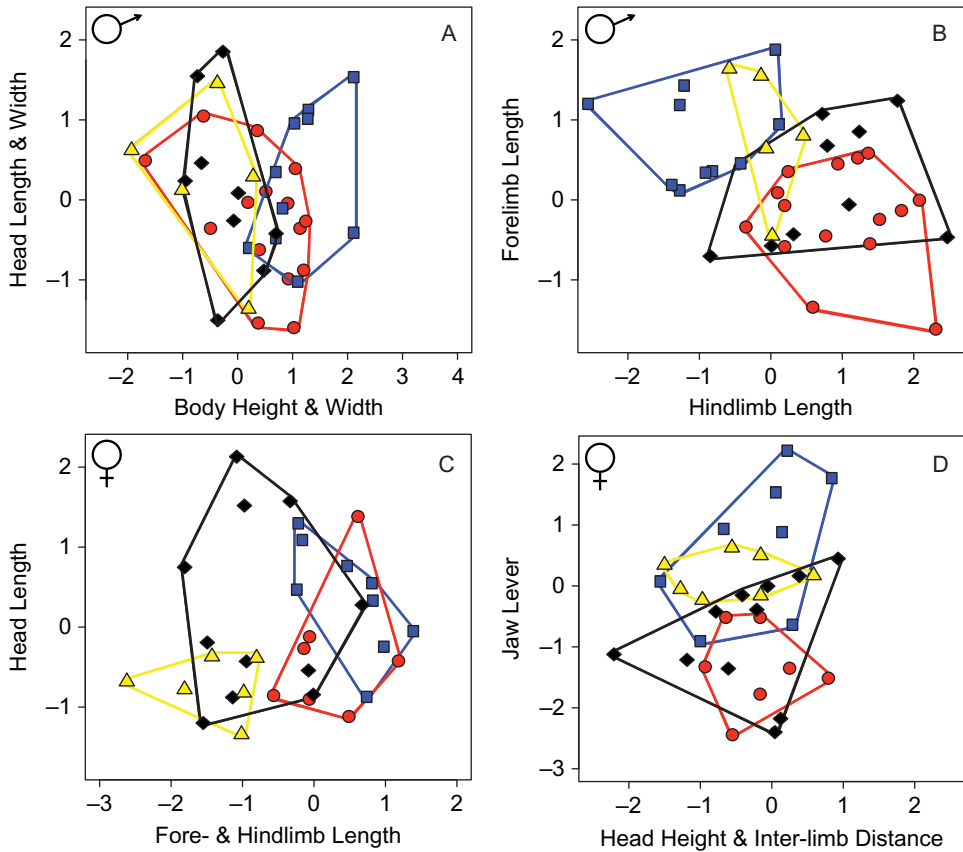 A
2
1
0
–1
Head Length & Width
–2 –1 0 1 2 3 4
Body Height & Width
B
2
1
0
–1
Forelimb Length
–2 –1 0 1 2
Hindlimb Length
C
2
1
0
–1
Head Length
–3 –2 –1 0 1 2
Fore- & Hindlimb Length
D
2
1
0
–1
–2
–3
Jaw Lever
–2 –1 0 1 2
Head Height & Inter-limb Distance